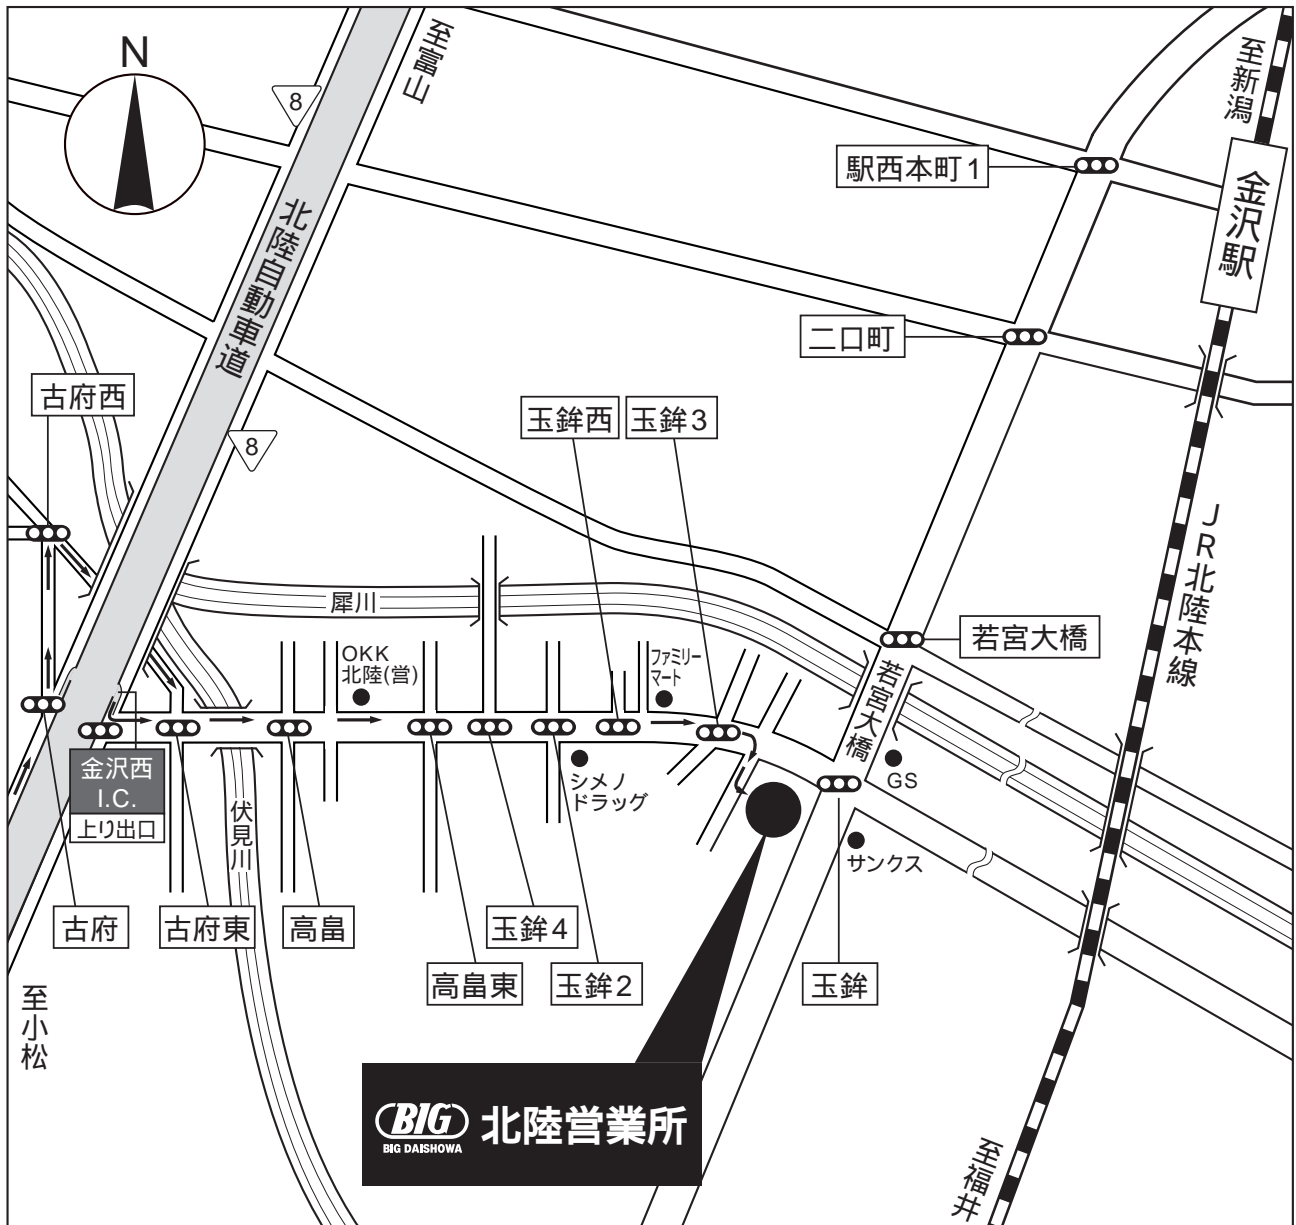 N
8
至富山
至新潟
駅西本町1
金沢駅
北陸自動車道
二口町
古府西
玉鉾西
玉鉾3
8
JR北陸本線
犀川
若宮大橋
OKK
北陸(営)
ファミリー
マート
若宮大橋
金沢西
I.C.
上り出口
シメノ
ドラッグ
GS
伏見川
サンクス
古府
古府東
高畠
玉鉾4
高畠東
玉鉾2
玉鉾
至小松
BIG
BIG DAISHOWA
北陸営業所
至福井